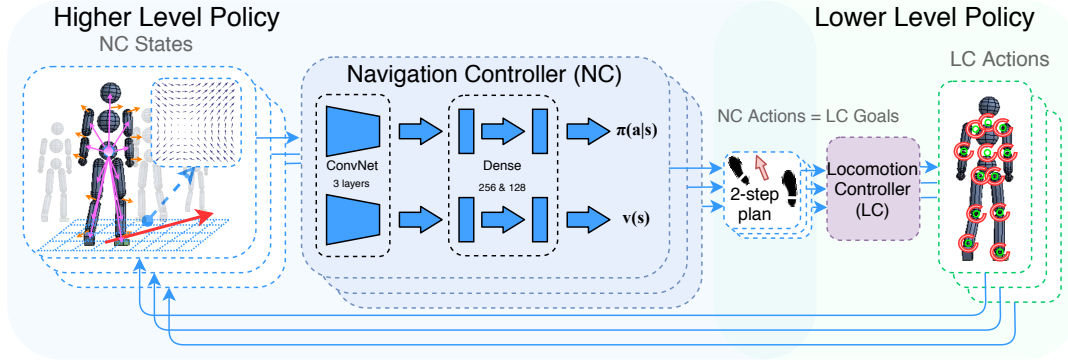 Higher Level Policy
Lower Level Policy
NC States
Navigation Controller (NC)
LC Actions
ConvNet
3 layers
Dense
256 & 128
π(a|s)
v(s)
NC Actions = LC Goals
2-step
plan
Locomotion
Controller
(LC)